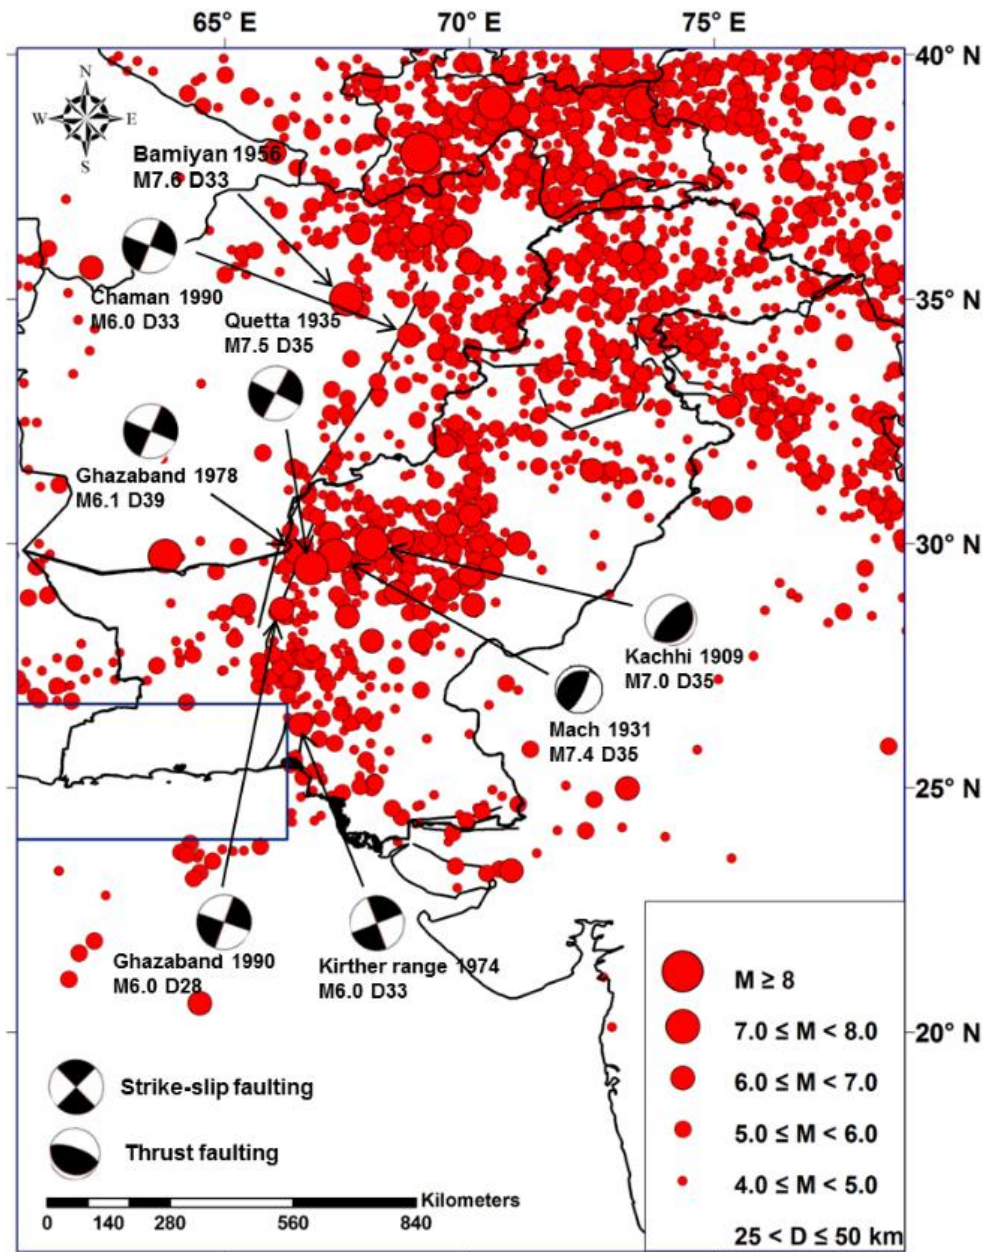 65° E 70° E 75° E
40° N
N
W E
S
Bamiyan 1956
M7.6 D33
Chaman 1990
M6.0 D33
35° N
Quetta 1935
M7.5 D35
Ghazaband 1978
M6.1 D39
30° N
Kachhi 1909
M7.0 D35
Mach 1931
M7.4 D35
25° N
Ghazaband 1990
M6.0 D28
Kirther range 1974
M6.0 D33
20° N
M ≥ 8
7.0 ≤ M < 8.0
6.0 ≤ M < 7.0
5.0 ≤ M < 6.0
4.0 ≤ M < 5.0
25 < D ≤ 50 km
Strike-slip faulting
Thrust faulting
Kilometers
0 140 280 560 840